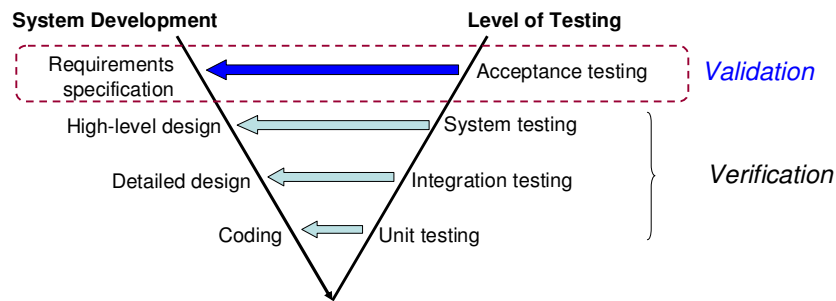 System Development
Level of Testing
Requirements
specification
Acceptance testing
Validation
High-level design
System testing
Detailed design
Integration testing
Verification
Coding
Unit testing